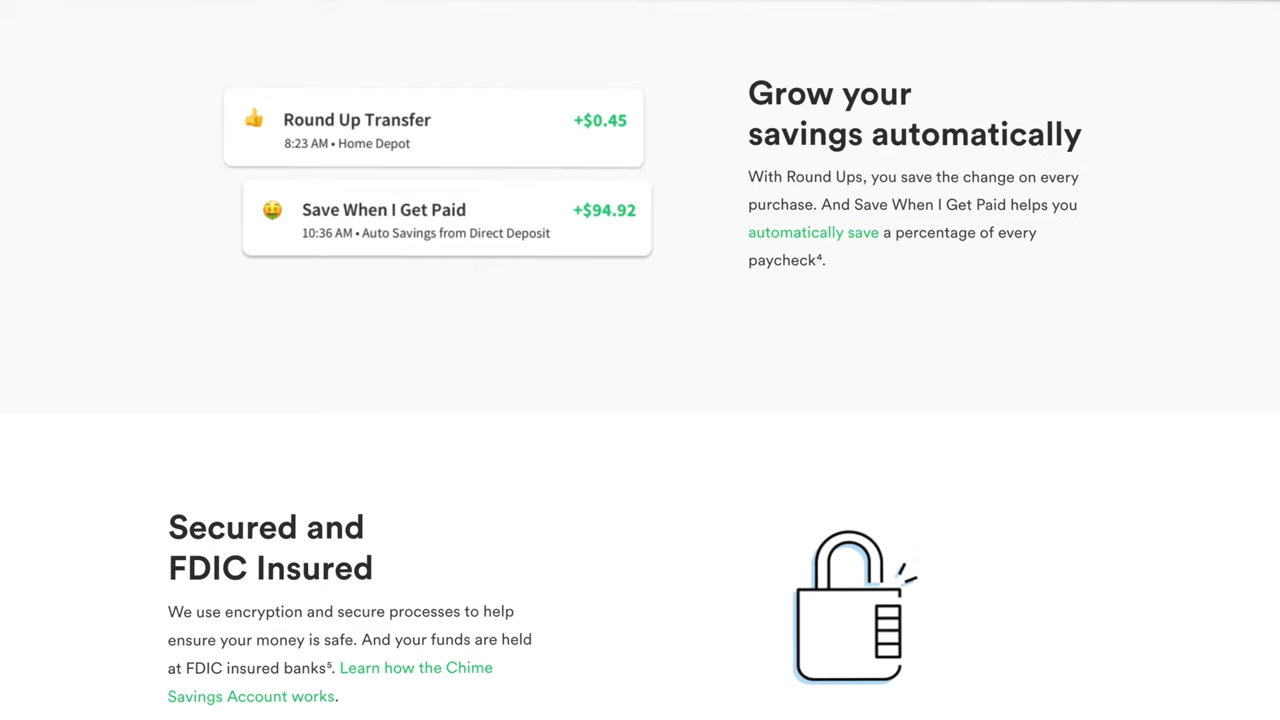 Round Up Transfer +$0.45
8:23 AM • Home Depot
Save When I Get Paid +$94.92
10:36 AM • Auto Savings from Direct Deposit
Grow your
savings automatically
With Round Ups, you save the change on every
purchase. And Save When I Get Paid helps you
automatically save a percentage of every
paycheck⁴.
Secured and
FDIC Insured
We use encryption and secure processes to help
ensure your money is safe. And your funds are held
at FDIC insured banks⁵. Learn how the Chime
Savings Account works.